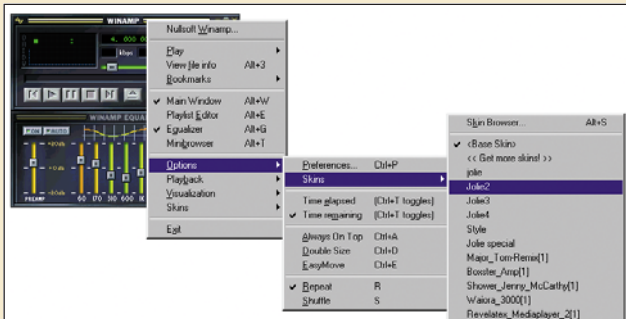 WINAMP
kbps
WINAMP EQUA
ON AUTO
PREAMP 60 170 310 600 1K
Nullsoft Winamp...
Play
View file info Alt+3
Bookmarks
Main Window Alt+W
Playlist Editor Alt+E
Equalizer Alt+G
Minibrowser Alt+T
Options
Playback
Visualization
Skins
Exit
Preferences... Ctrl+P
Skins
Time elapsed (Ctrl+T toggles)
Time remaining (Ctrl+T toggles)
Always On Top Ctrl+A
Double Size Ctrl+D
EasyMove Ctrl+E
Repeat R
Shuffle S
Skin Browser... Alt+S
<Base Skin>
<< Get more skins! >>
jolie
Jolie2
Jolie3
Jolie4
Style
Jolie special
Major_Tom-Remix[1]
Boxster_Amp[1]
Shower_Jenny_McCarthy[1]
Waiora_3000[1]
Revelatex_Mediaplayer_2[1]